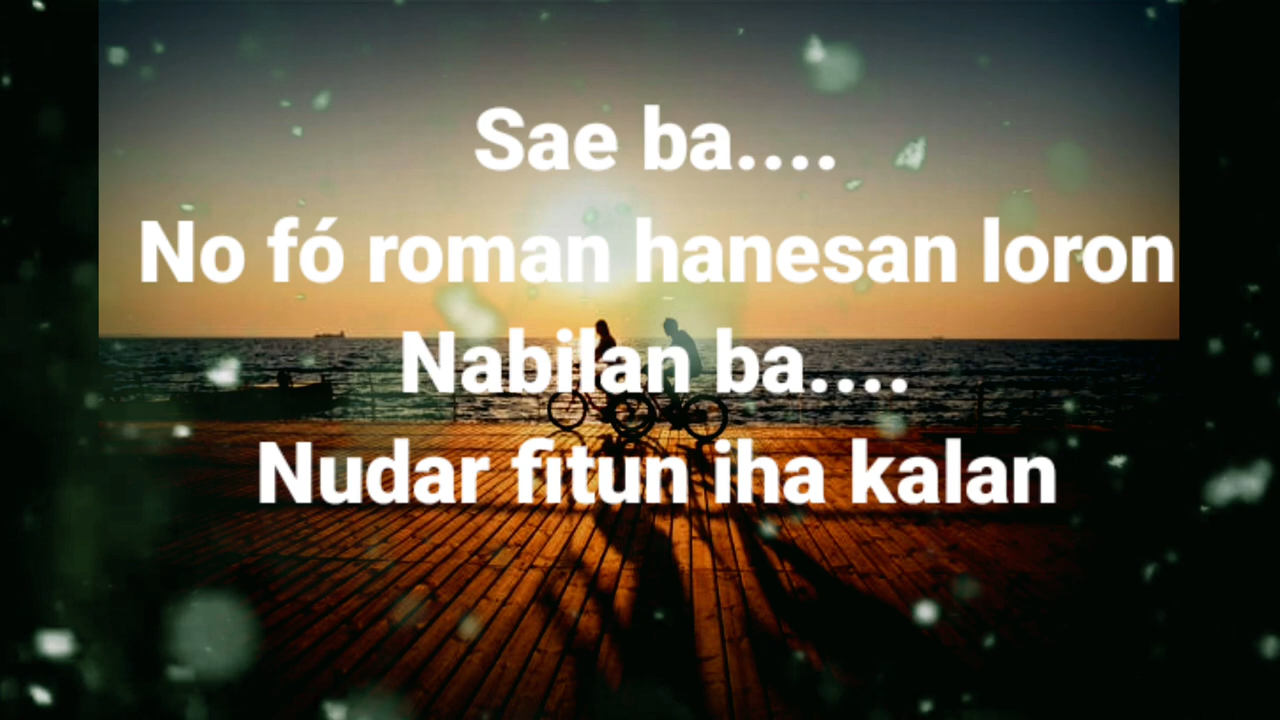 Sae ba....
No fó roman hanesan loron
Nabilan ba....
Nudar fitun iha kalan